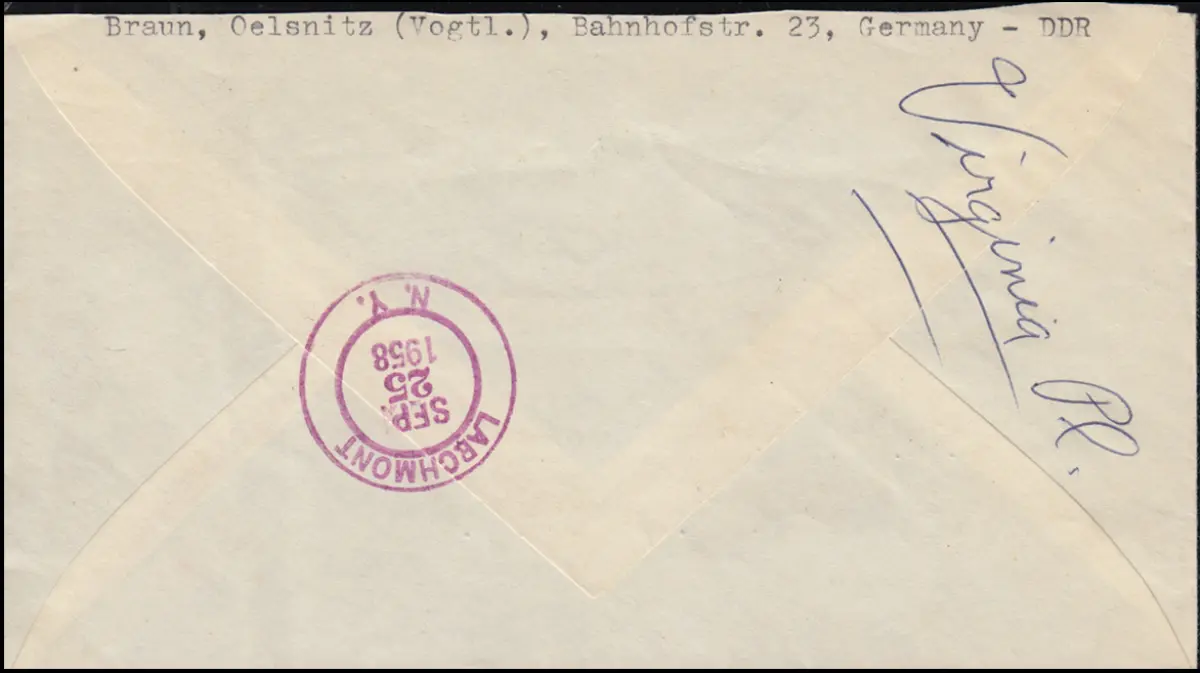 Braun, Oelsnitz (Vogtl.), Bahnhofstr. 23, Germany - DDR
Virginia Pl.
LARCHMONT
SEP
25
1958
N. Y.